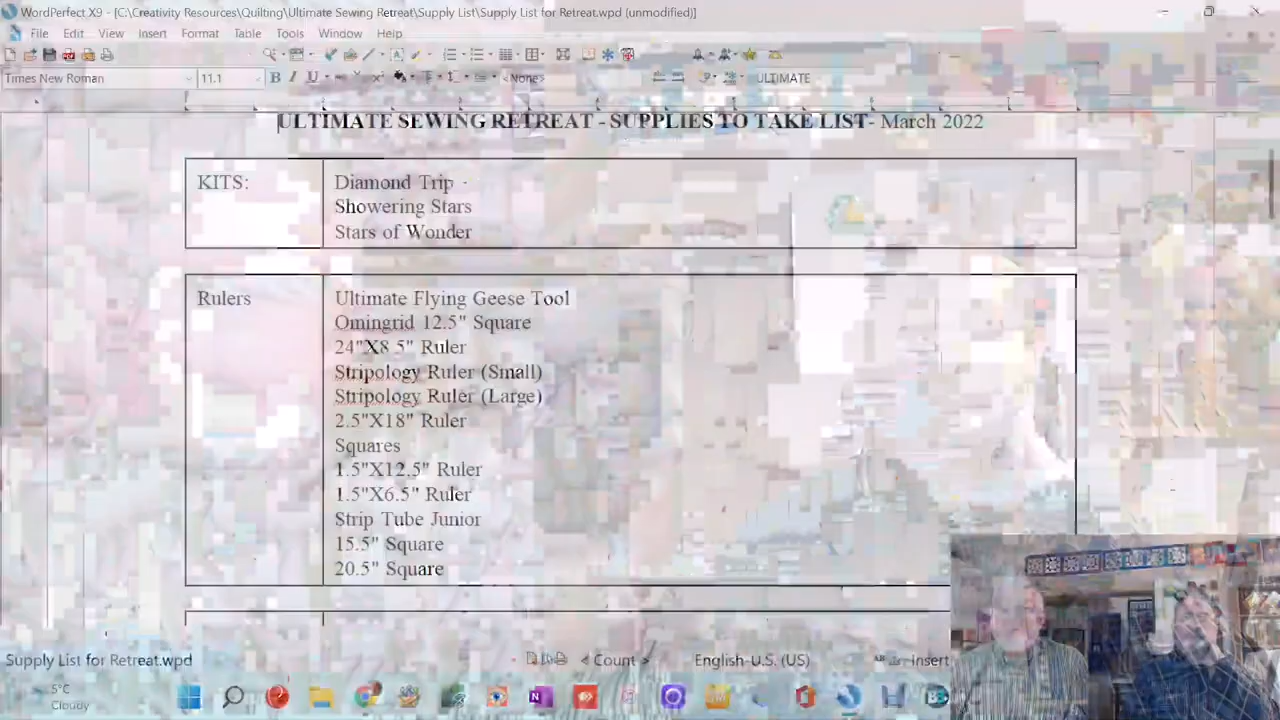 WordPerfect X9 - [C:\Creativity Resources\Quilting\Ultimate Sewing Retreat\Supply List\Supply List for Retreat.wpd (unmodified)]
File Edit View Insert Format Table Tools Window Help
Times New Roman 11.1 <None> ULTIMATE
ULTIMATE SEWING RETREAT - SUPPLIES TO TAKE LIST- March 2022
KITS: Diamond Trip -
Showering Stars
Stars of Wonder
Rulers Ultimate Flying Geese Tool
Omingrid 12.5" Square
24"X8.5" Ruler
Stripology Ruler (Small)
Stripology Ruler (Large)
2.5"X18" Ruler
Squares
1.5"X12.5" Ruler
1.5"X6.5" Ruler
Strip Tube Junior
15.5" Square
20.5" Square
Supply List for Retreat.wpd < Count > English-U.S. (US) Insert
5°C
Cloudy